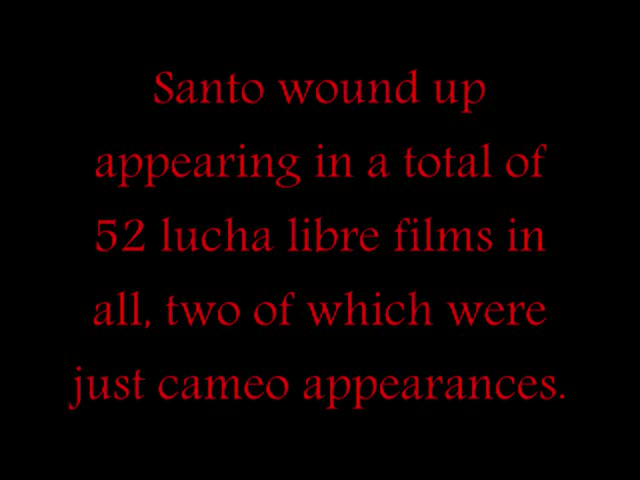 Santo wound up
appearing in a total of
52 lucha libre films in
all, two of which were
just cameo appearances.